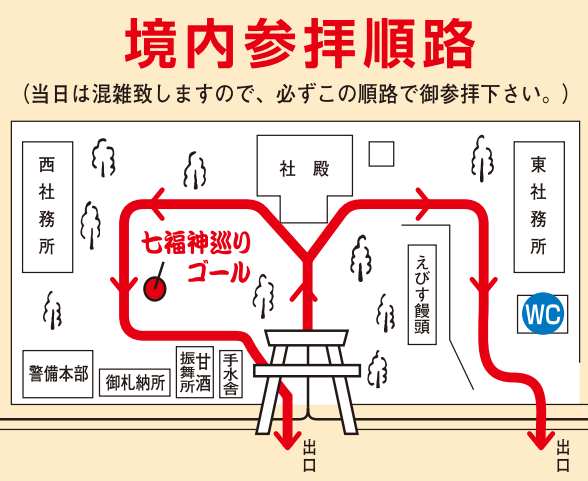 境内参拝順路
（当日は混雑致しますので、必ずこの順路で御参拝下さい。）
西社務所
社殿
東社務所
七福神巡り
ゴール
えびす饅頭
WC
警備本部
御札納所
甘酒
振舞所
手水舎
出口
出口